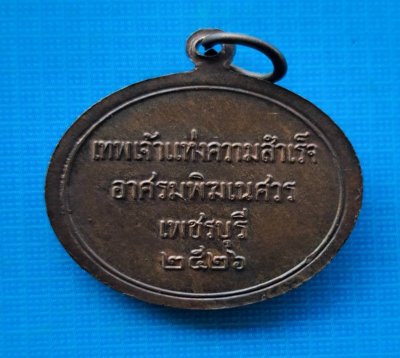 เทพเจ้าแห่งความสำเร็จ
อาศรมพิฆเนศวร
เพชรบุรี
๒๕๒๖